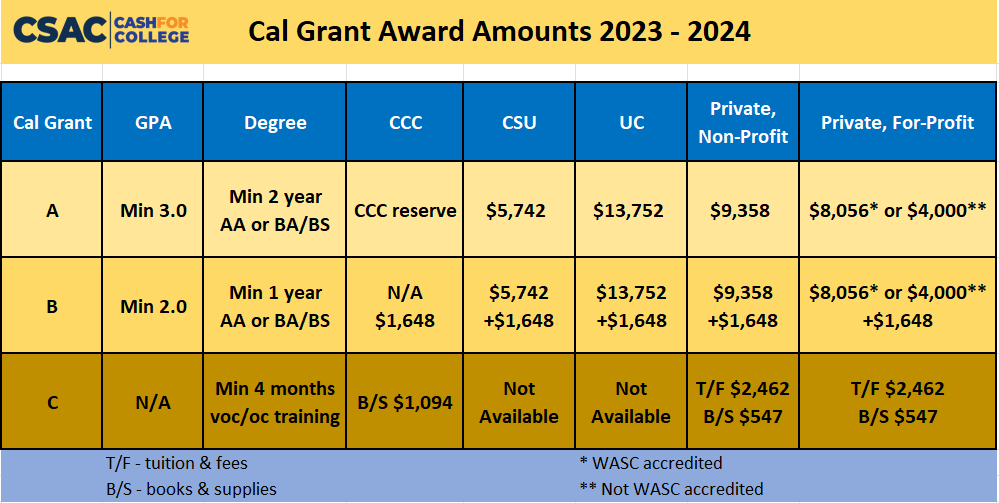 CSAC CASH FOR COLLEGE
Cal Grant Award Amounts 2023 - 2024
Cal Grant GPA Degree CCC CSU UC Private, Non-Profit Private, For-Profit
A Min 3.0 Min 2 year AA or BA/BS CCC reserve $5,742 $13,752 $9,358 $8,056* or $4,000**
B Min 2.0 Min 1 year AA or BA/BS N/A $1,648 $5,742 +$1,648 $13,752 +$1,648 $9,358 +$1,648 $8,056* or $4,000** +$1,648
C N/A Min 4 months voc/oc training B/S $1,094 Not Available Not Available T/F $2,462 B/S $547 T/F $2,462 B/S $547
T/F - tuition & fees * WASC accredited
B/S - books & supplies ** Not WASC accredited